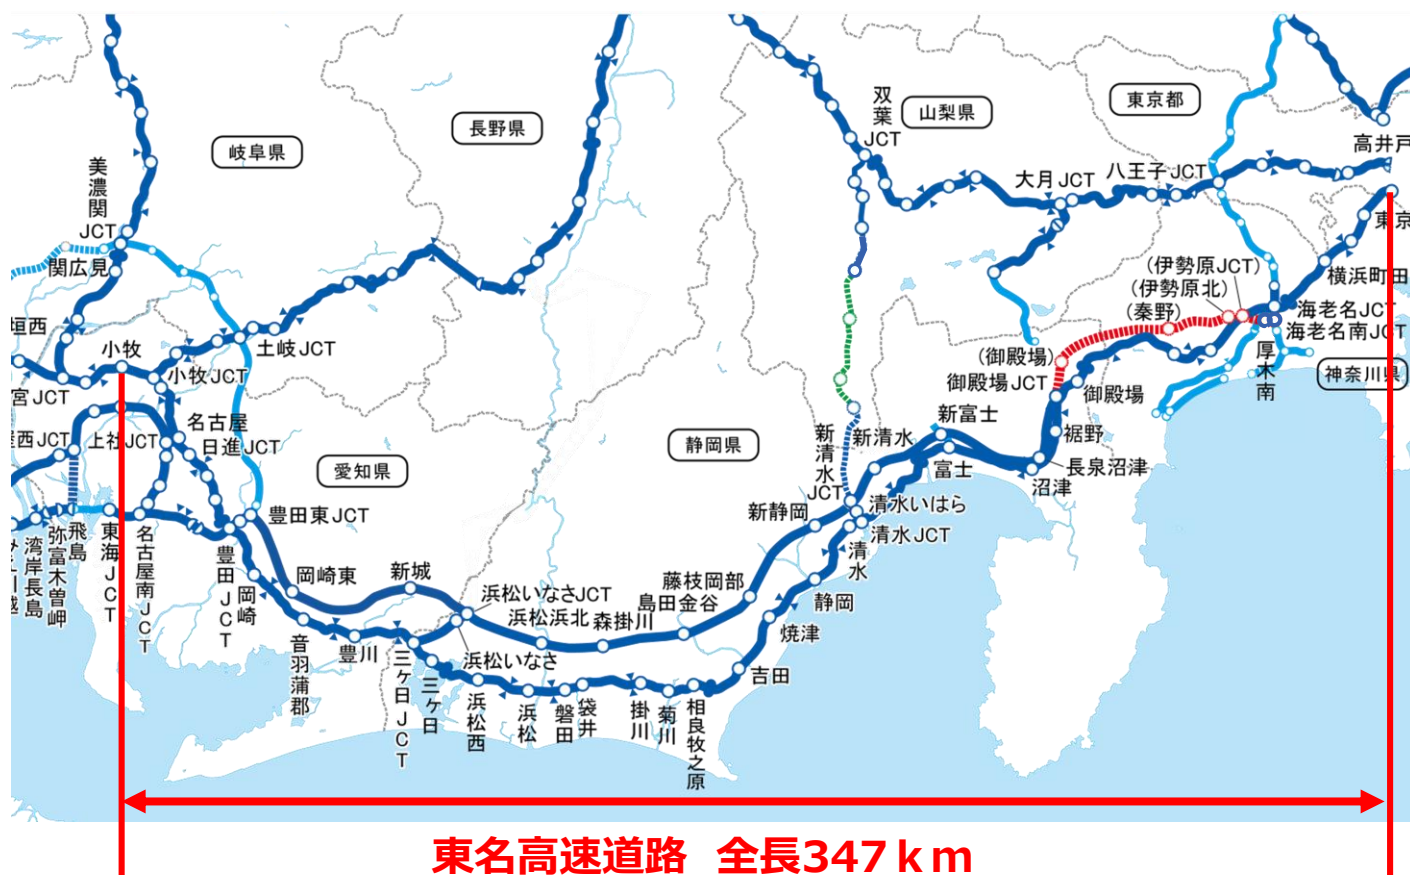 岐阜県
長野県
山梨県
東京都
双葉JCT
高井戸
美濃関JCT
大月JCT
八王子JCT
関広見
東京
(伊勢原JCT)
(伊勢原北)
(秦野)
横浜町田
海老名JCT
海老名南JCT
垣西
土岐JCT
小牧
小牧JCT
(御殿場)
御殿場JCT
御殿場
厚木南
神奈川県
宮JCT
西JCT
上社JCT
名古屋
日進JCT
愛知県
静岡県
新清水JCT
新清水
新富士
富士
裾野
長泉沼津
沼津
豊田東JCT
新静岡
清水いはら
清水JCT
清水
飛島
弥富木曽岬
湾岸長島
東海JCT
名古屋南JCT
豊田JCT
岡崎
岡崎東
新城
浜松いなさJCT
浜松浜北
森掛川
島田金谷
藤枝岡部
静岡
焼津
吉田
音羽蒲郡
豊川
三ヶ日JCT
三ヶ日
浜松いなさ
浜松西
浜松
磐田
袋井
掛川
菊川
相良牧之原
東名高速道路 全長347km